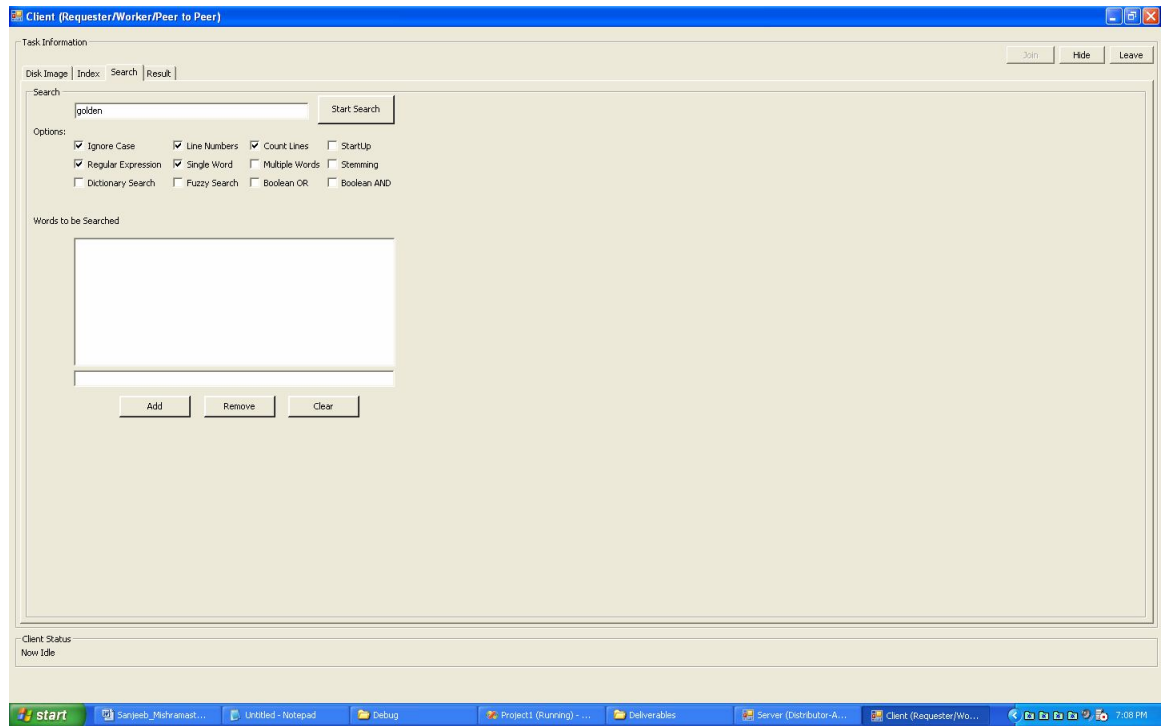 Client (Requester/Worker/Peer to Peer)
Task Information
Join Hide Leave
Disk Image Index Search Result
Search
golden Start Search
Options:
Ignore Case Line Numbers Count Lines StartUp
Regular Expression Single Word Multiple Words Stemming
Dictionary Search Fuzzy Search Boolean OR Boolean AND
Words to be Searched
Add Remove Clear
Client Status
Now Idle
start Sanjeeb_Mishramast... Untitled - Notepad Debug Project1 (Running) - ... Deliverables Server (Distributor-A... Client (Requester/Wo... 7:08 PM